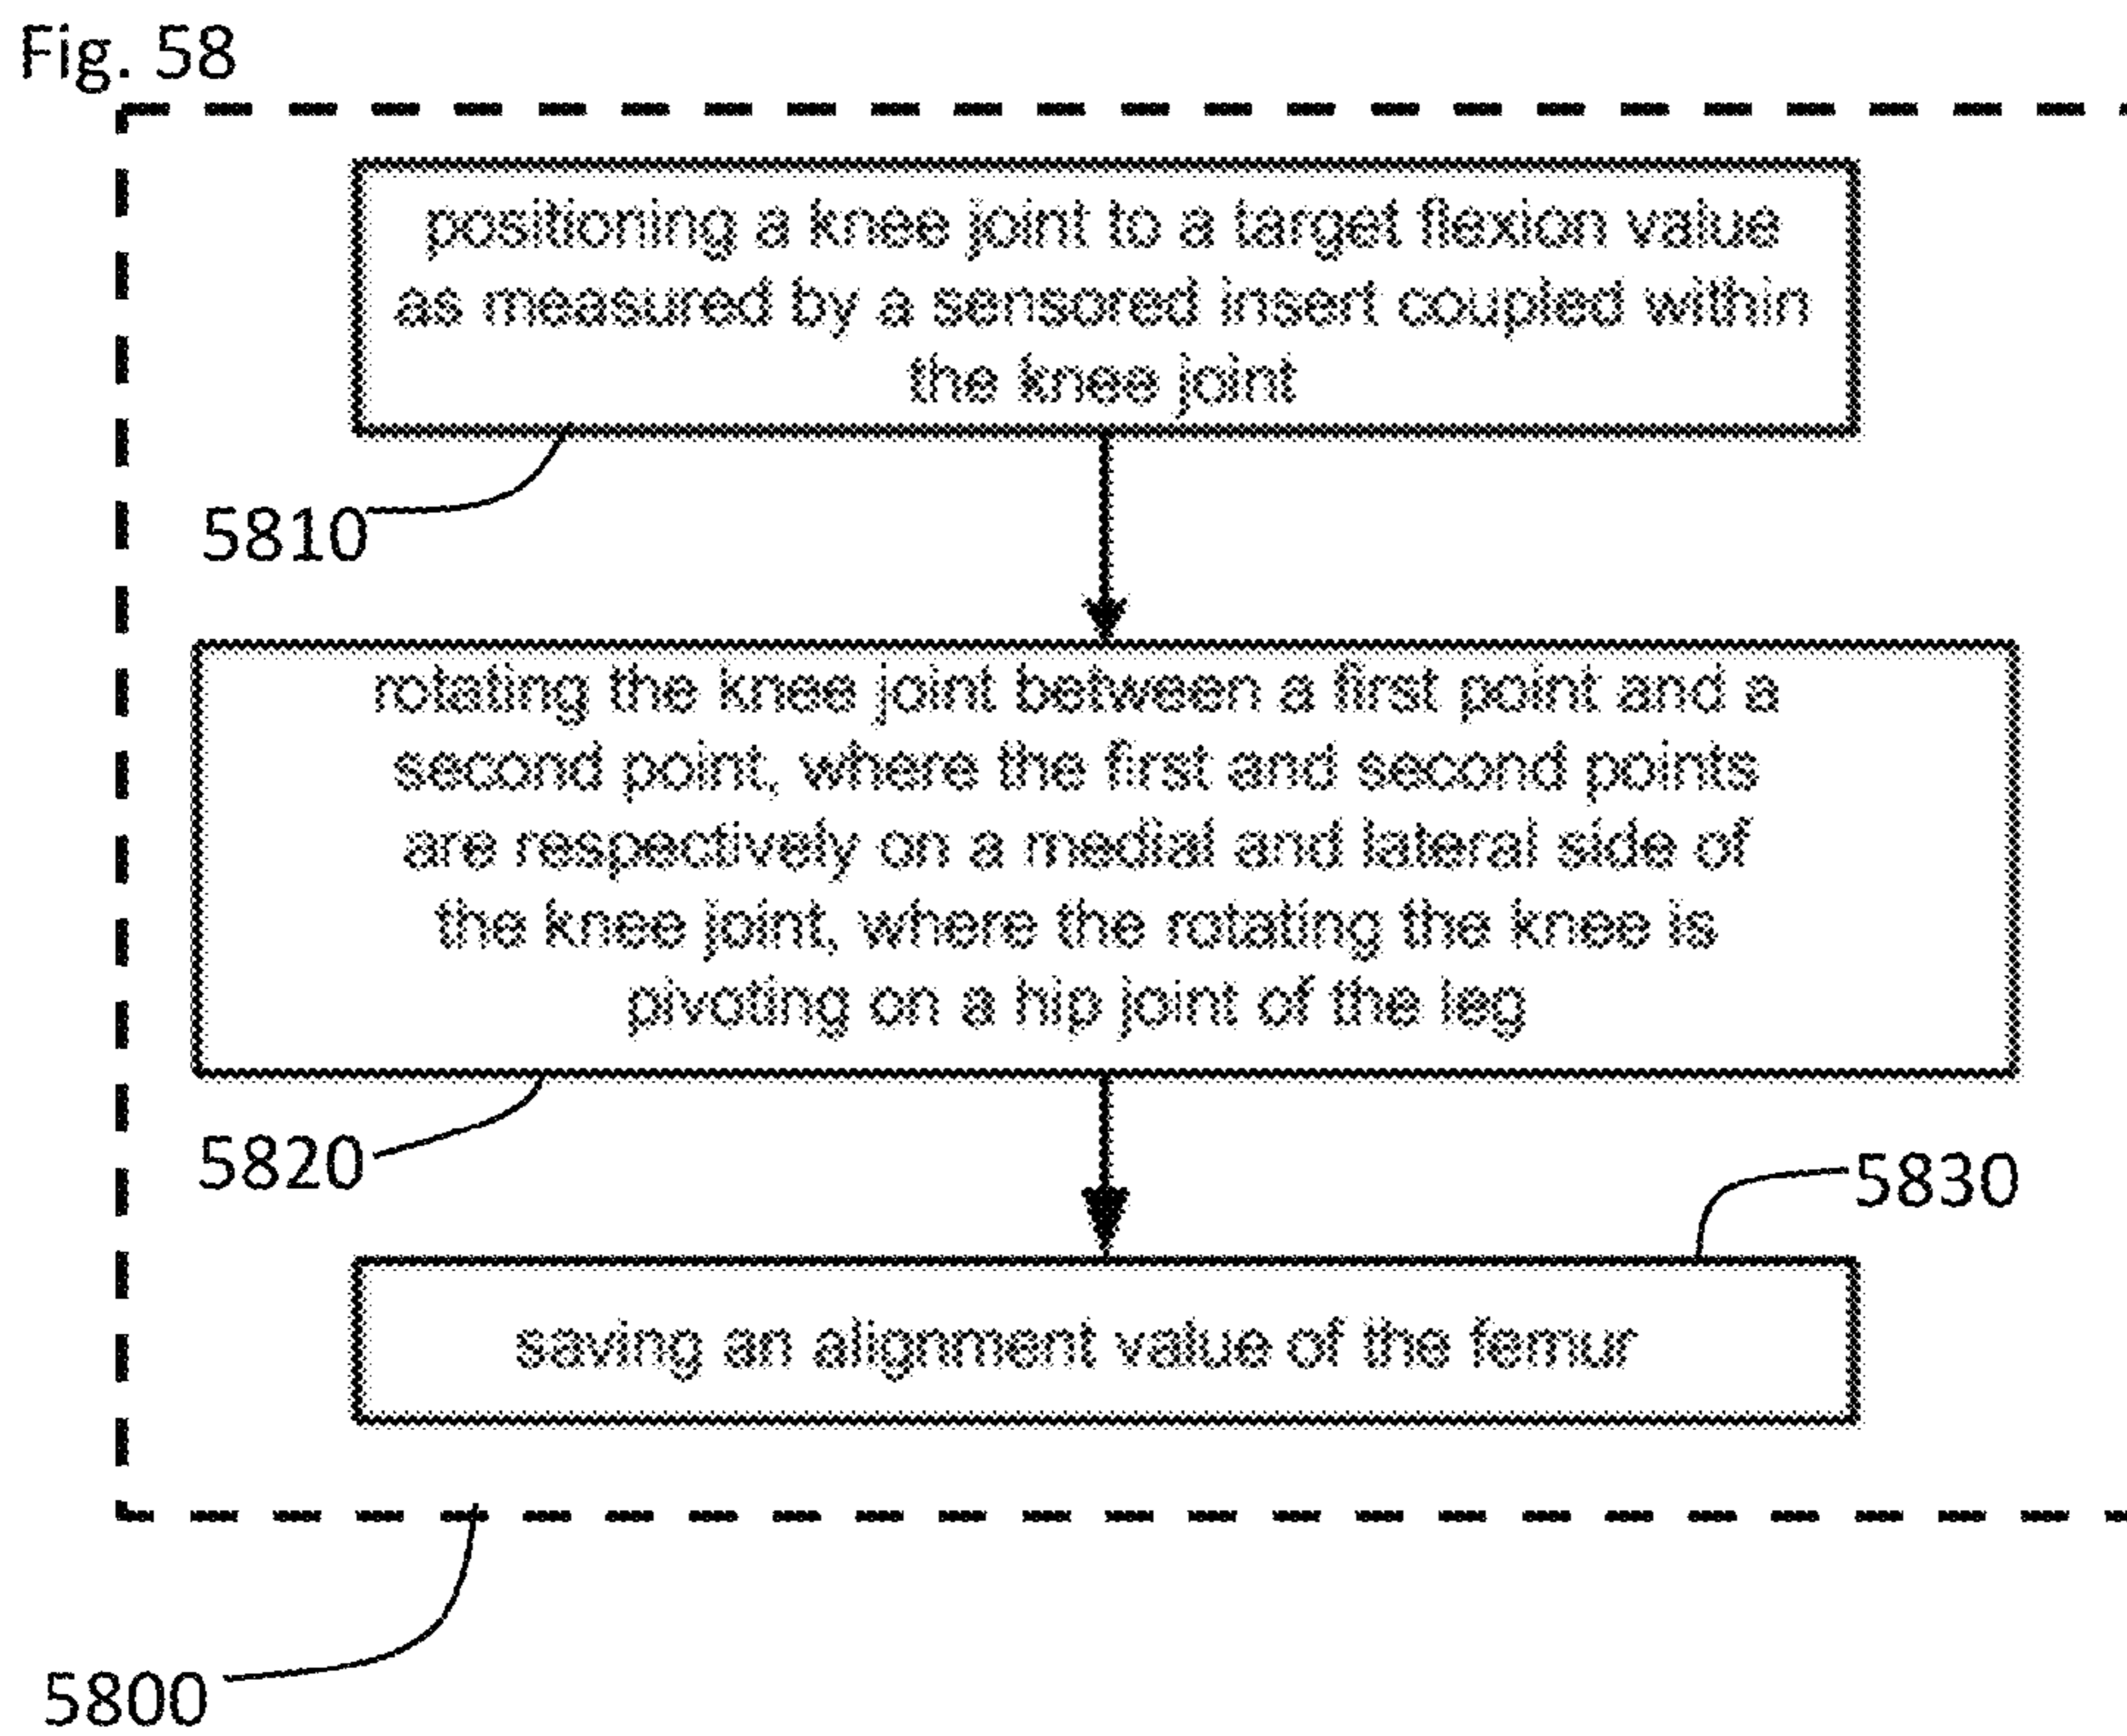 Fig. 58
positioning a knee joint to a target flexion value
as measured by a sensored insert coupled within
the knee joint
5810
rotating the knee joint between a first point and a
second point, where the first and second points
are respectively on a medial and lateral side of
the knee joint, where the rotating the knee is
pivoting on a hip joint of the leg
5820
5830
saving an alignment value of the femur
5800